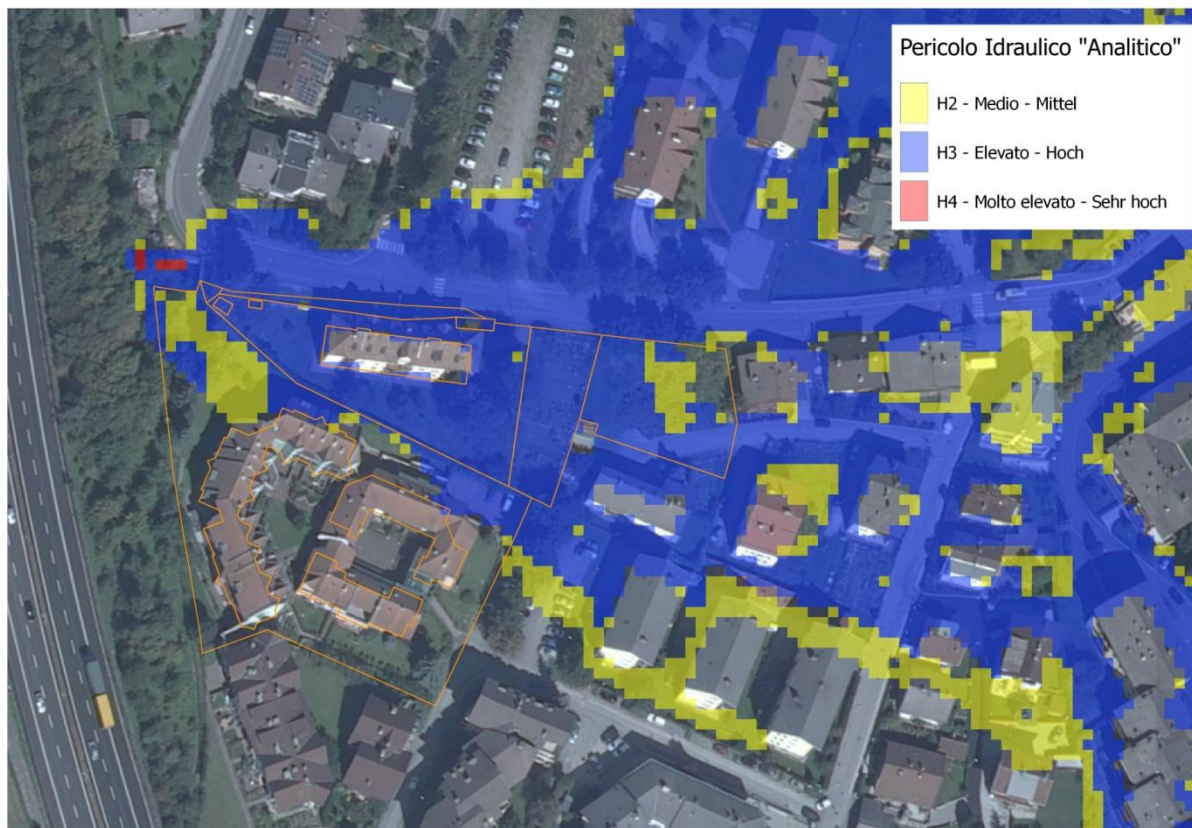 Pericolo Idraulico "Analitico"
H2 - Medio - Mittel
H3 - Elevato - Hoch
H4 - Molto elevato - Sehr hoch